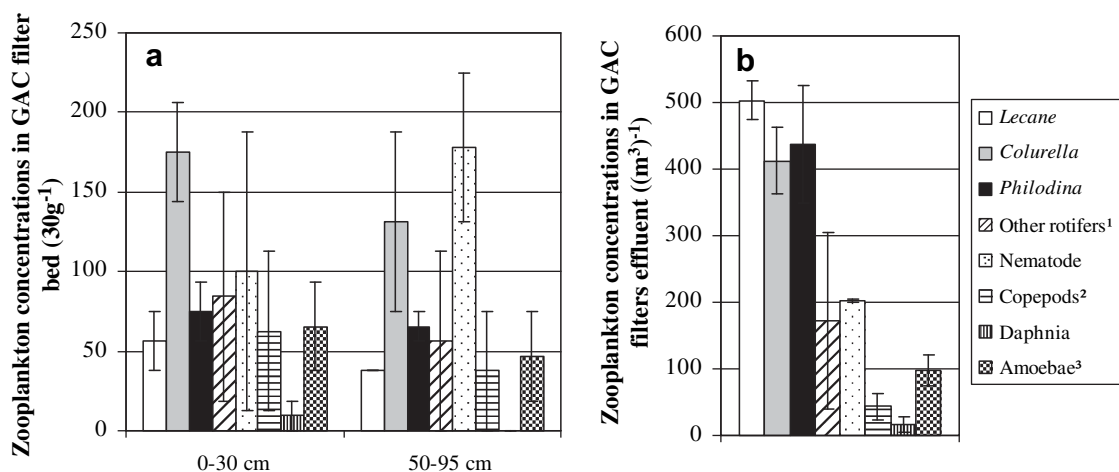 Zooplankton concentrations in GAC filter
bed (30g⁻¹)
a
250
200
150
100
50
0
0-30 cm
50-95 cm
Zooplankton concentrations in GAC
filters effluent ((m³)⁻¹)
b
600
500
400
300
200
100
0
Lecane
Colurella
Philodina
Other rotifers¹
Nematode
Copepods²
Daphnia
Amoebae³